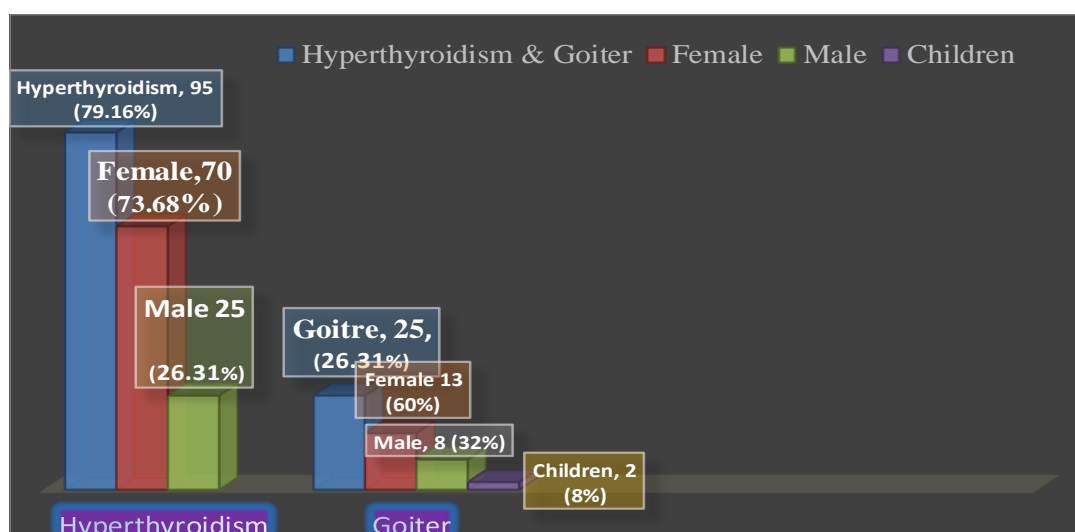 Hyperthyroidism & Goiter Female Male Children
Hyperthyroidism, 95
(79.16%)
Female,70
(73.68%)
Male 25
(26.31%)
Goitre, 25,
(26.31%)
Female 13
(60%)
Male, 8 (32%)
Children, 2
(8%)
Hyperthyroidism
Goiter